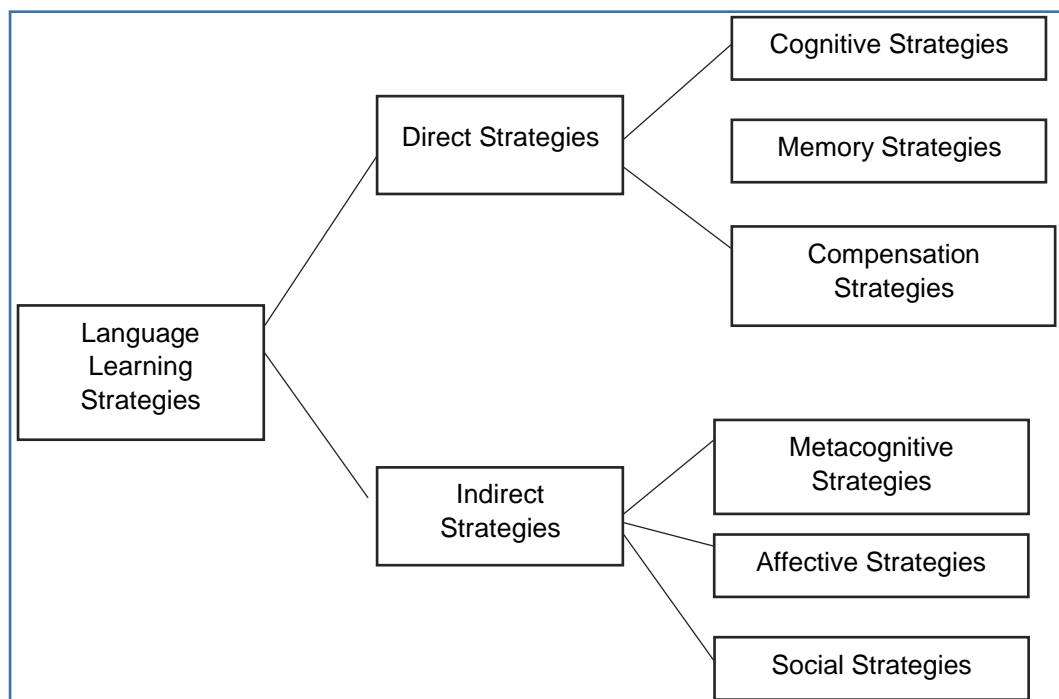 Cognitive Strategies
Direct Strategies
Memory Strategies
Compensation
Strategies
Language
Learning
Strategies
Metacognitive
Strategies
Indirect
Strategies
Affective Strategies
Social Strategies